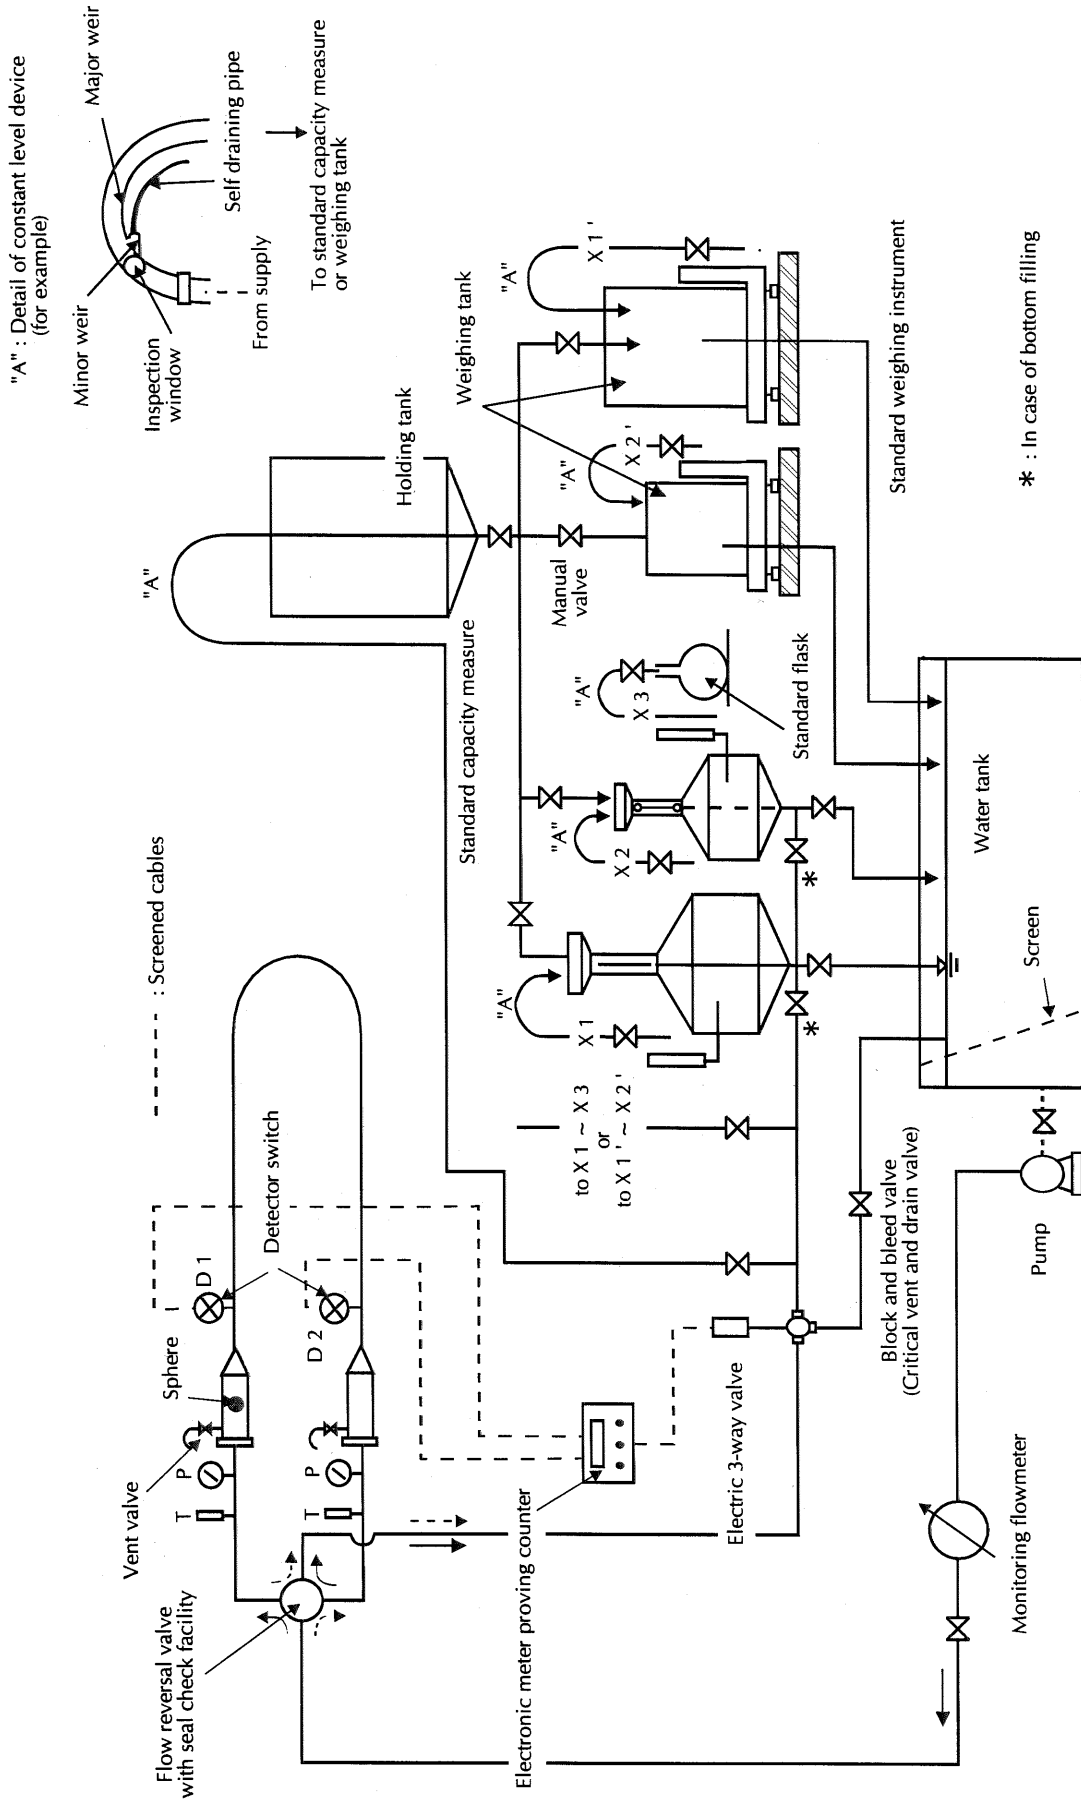 "A" : Detail of constant level device
(for example)
Major weir
Minor weir
Inspection
window
Self draining pipe
From supply
To standard capacity measure
or weighing tank
: Screened cables
"A"
Holding tank
Sphere
D 1
Detector switch
D 2
Vent valve
P
T
P
T
Flow reversal valve
with seal check facility
Electronic meter proving counter
Electric 3-way valve
Standard capacity measure
Manual
valve
Weighing tank
"A"
X 1
"A"
X 2
"A"
X 3
"A"
X 2 '
"A"
X 1 '
to X 1 ~ X 3
or
to X 1 ' ~ X 2 '
*
*
Standard flask
Standard weighing instrument
Block and bleed valve
(Critical vent and drain valve)
Screen
Water tank
Pump
Monitoring flowmeter
* : In case of bottom filling